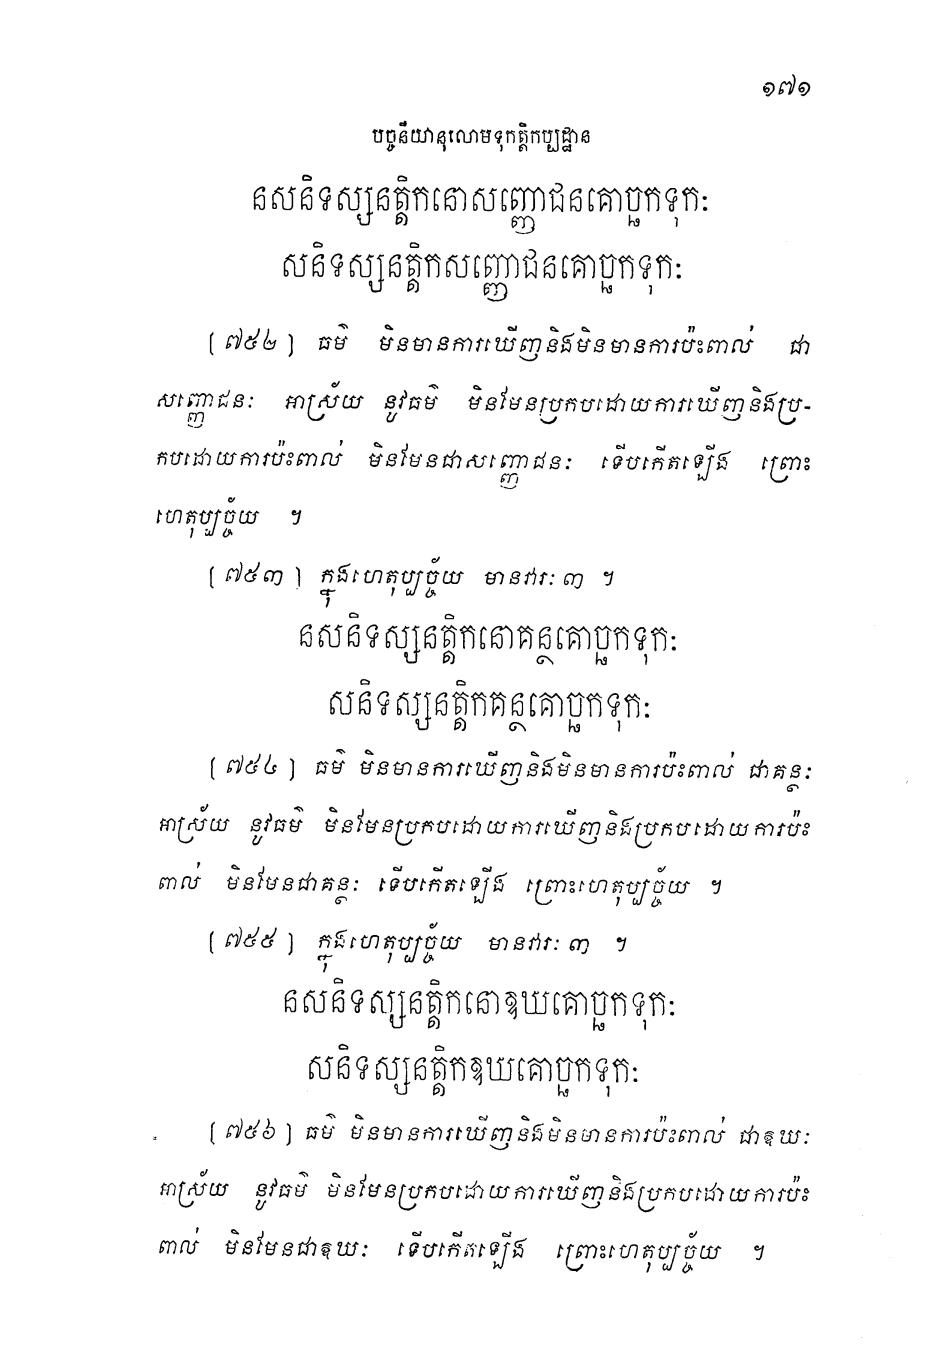 ១៧១
បច្ចនីយានុលោមទុកត្តិកប្បដ្ឋាន
នសនិទស្សនត្តិកនោសញ្ញោជនគោច្ឆកទុកៈ
សនិទស្សនត្តិកសញ្ញោជនគោច្ឆកទុកៈ
[ ៧៥២ ] ធម៌ មិនមានការឃើញនិងមិនមានការប៉ះពាល់ ជា
សញ្ញោជនៈ អាស្រ័យ នូវធម៌ មិនមែនប្រកបដោយការឃើញនិងប្រ-
កបដោយការប៉ះពាល់ មិនមែនជាសញ្ញោជនៈ ទើបកើតឡើង ព្រោះ
ហេតុប្បច្ច័យ ។
[ ៧៥៣ ] ក្នុងហេតុប្បច្ច័យ មានវារៈ ៣ ។
នសនិទស្សនត្តិកនោគន្ថគោច្ឆកទុកៈ
សនិទស្សនត្តិកគន្ថគោច្ឆកទុកៈ
[ ៧៥៤ ] ធម៌ មិនមានការឃើញនិងមិនមានការប៉ះពាល់ ជាគន្ថៈ
អាស្រ័យ នូវធម៌ មិនមែនប្រកបដោយការឃើញនិងប្រកបដោយការប៉ះ
ពាល់ មិនមែនជាគន្ថៈ ទើបកើតឡើង ព្រោះហេតុប្បច្ច័យ ។
[ ៧៥៥ ] ក្នុងហេតុប្បច្ច័យ មានវារៈ ៣ ។
នសនិទស្សនត្តិកនោឱឃគោច្ឆកទុកៈ
សនិទស្សនត្តិកឱឃគោច្ឆកទុកៈ
[ ៧៥៦ ] ធម៌ មិនមានការឃើញនិងមិនមានការប៉ះពាល់ ជាឱឃៈ
អាស្រ័យ នូវធម៌ មិនមែនប្រកបដោយការឃើញនិងប្រកបដោយការប៉ះ
ពាល់ មិនមែនជាឱឃៈ ទើបកើតឡើង ព្រោះហេតុប្បច្ច័យ ។